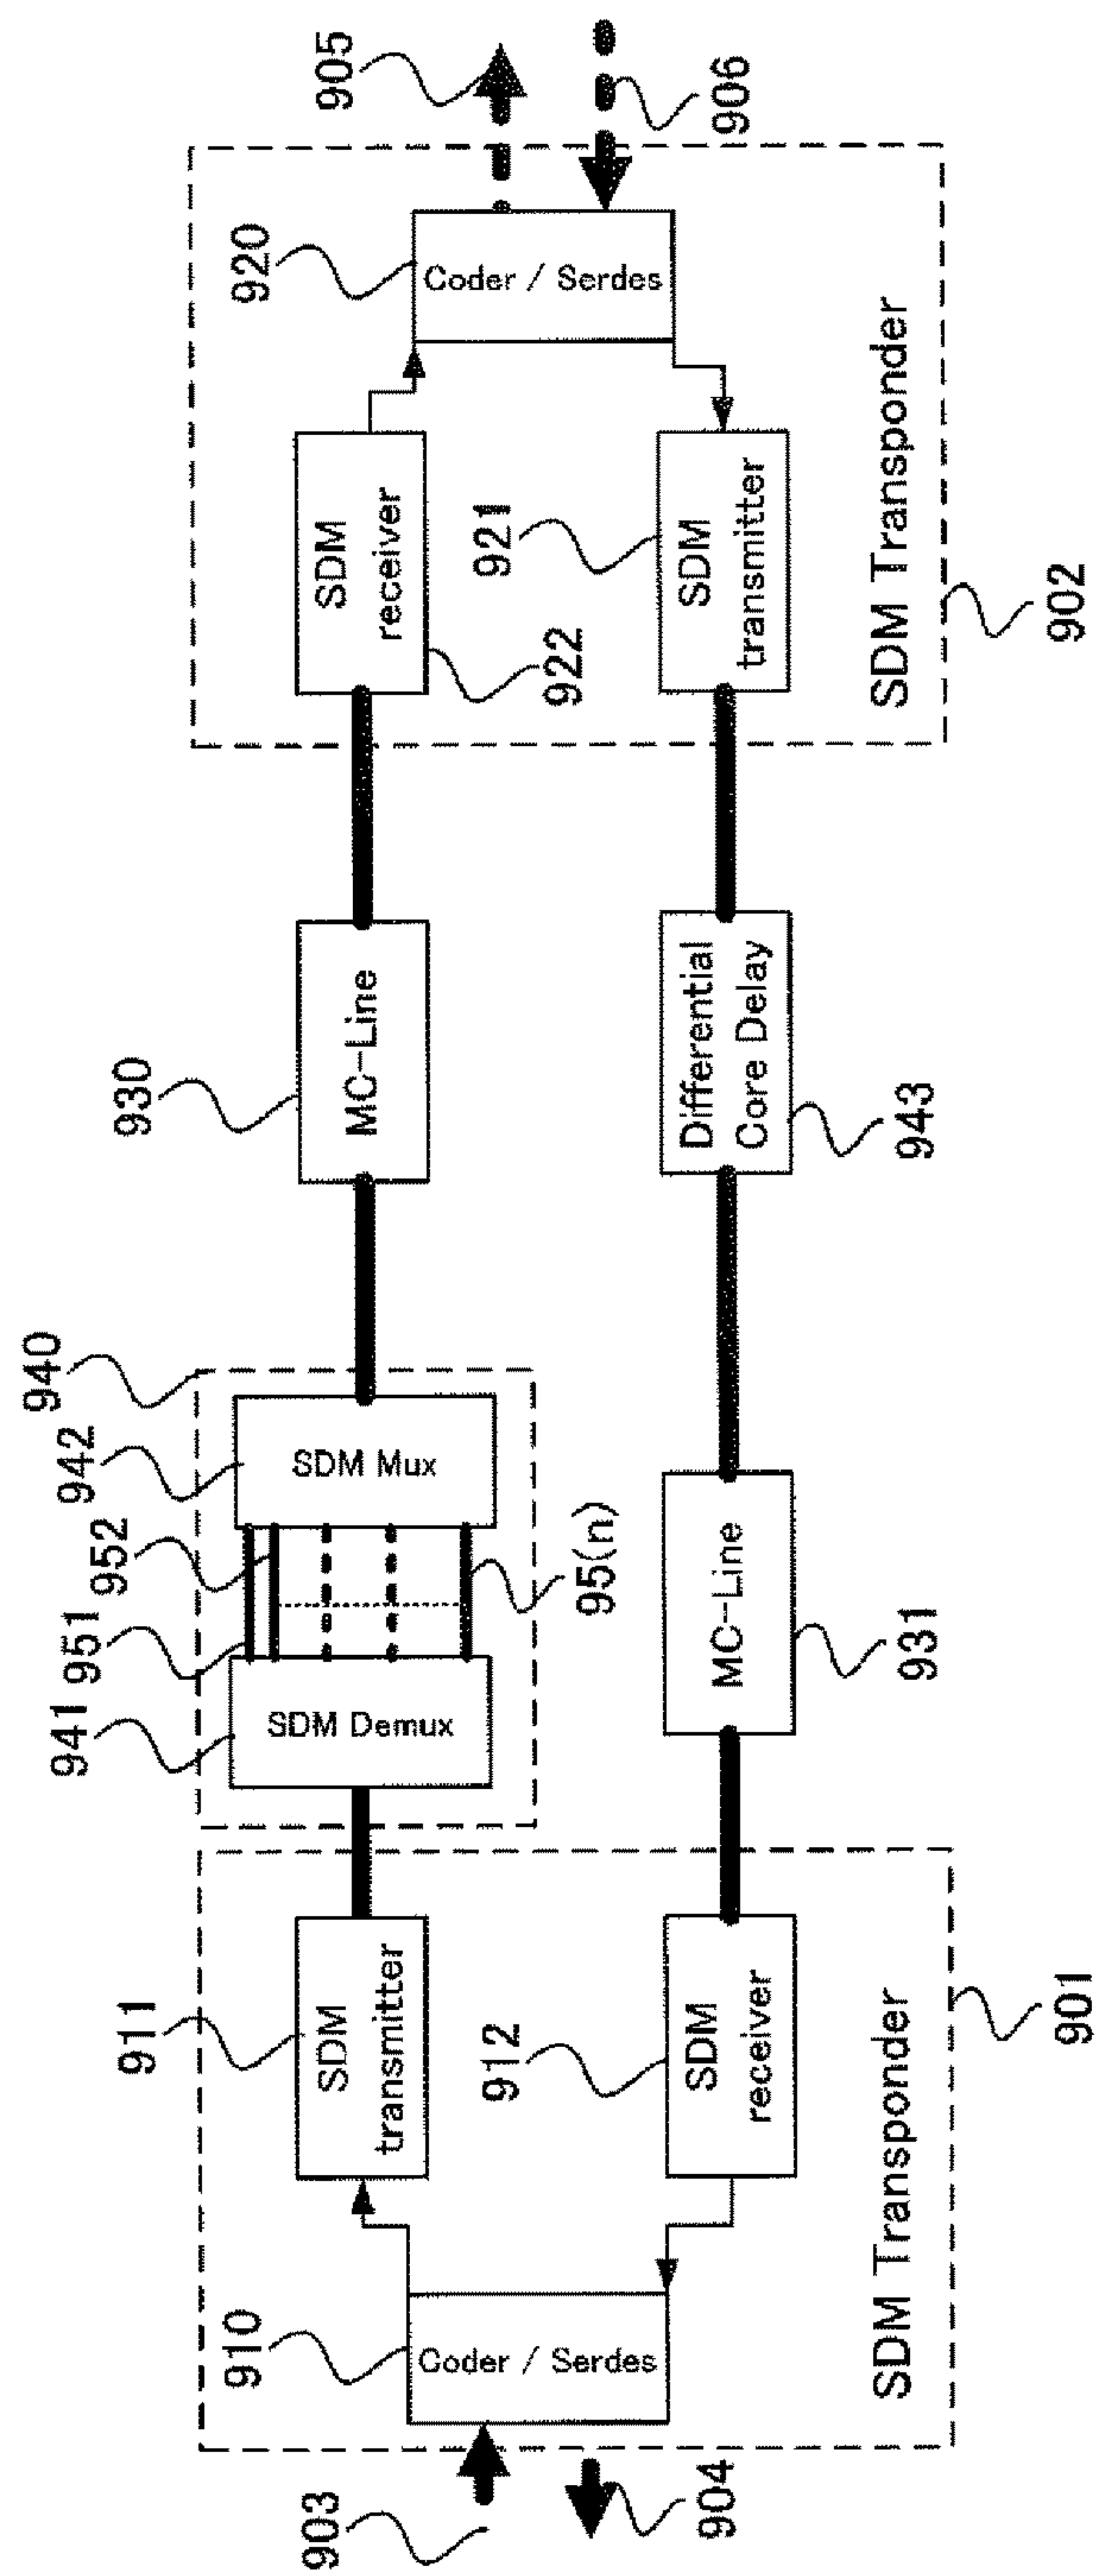 903
904
910
Coder / Serdes
911
SDM
transmitter
912
SDM
receiver
SDM Transponder
901
940
941
SDM Demux
951
952
95(n)
942
SDM Mux
930
MC-Line
931
MC-Line
Differential
Core Delay
943
SDM
receiver
922
921
SDM
transmitter
920
Coder / Serdes
SDM Transponder
902
905
906